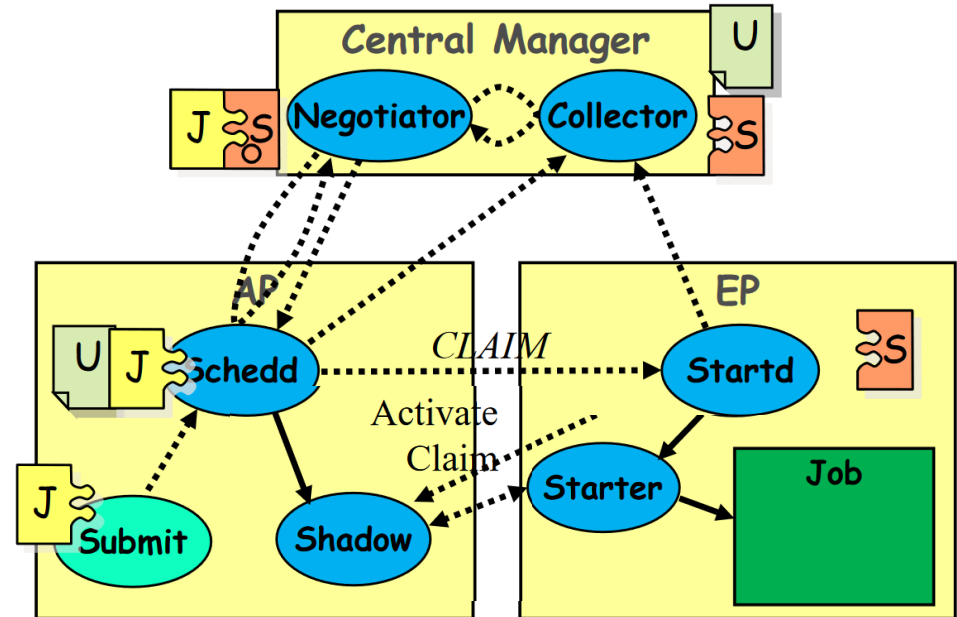 Central Manager
U
J
S
Negotiator
Collector
S
AP
EP
U
J
Schedd
CLAIM
Startd
S
Activate
Claim
J
Submit
Shadow
Starter
Job